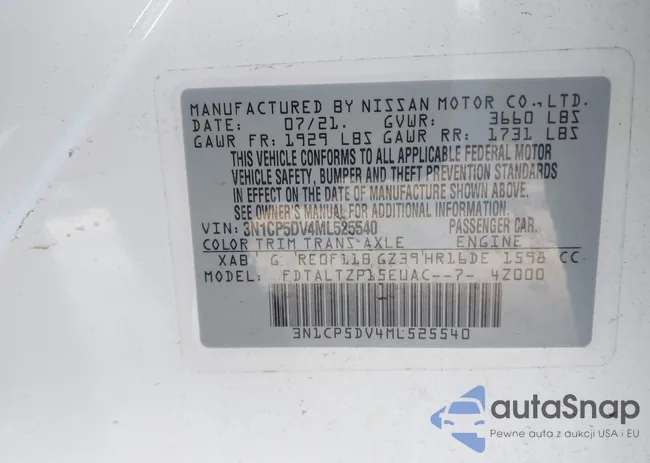 MANUFACTURED BY NISSAN MOTOR CO.,LTD.
DATE: 07/21. GVWR: 3660 LBS
GAWR FR: 1929 LBS GAWR RR: 1731 LBS
THIS VEHICLE CONFORMS TO ALL APPLICABLE FEDERAL MOTOR
VEHICLE SAFETY, BUMPER AND THEFT PREVENTION STANDARDS
IN EFFECT ON THE DATE OF MANUFACTURE SHOWN ABOVE.
SEE OWNER'S MANUAL FOR ADDITIONAL INFORMATION.
VIN: 3N1CP5DV4ML525540 PASSENGER CAR.
COLOR TRIM TRANS AXLE ENGINE
XAB G RE0F11B GZ39 HR16DE 1598 CC
MODEL: FDTALTZP15EUAC--7- 4Z000
3N1CP5DV4ML525540
autoSnap
Pewne auta z aukcji USA i EU